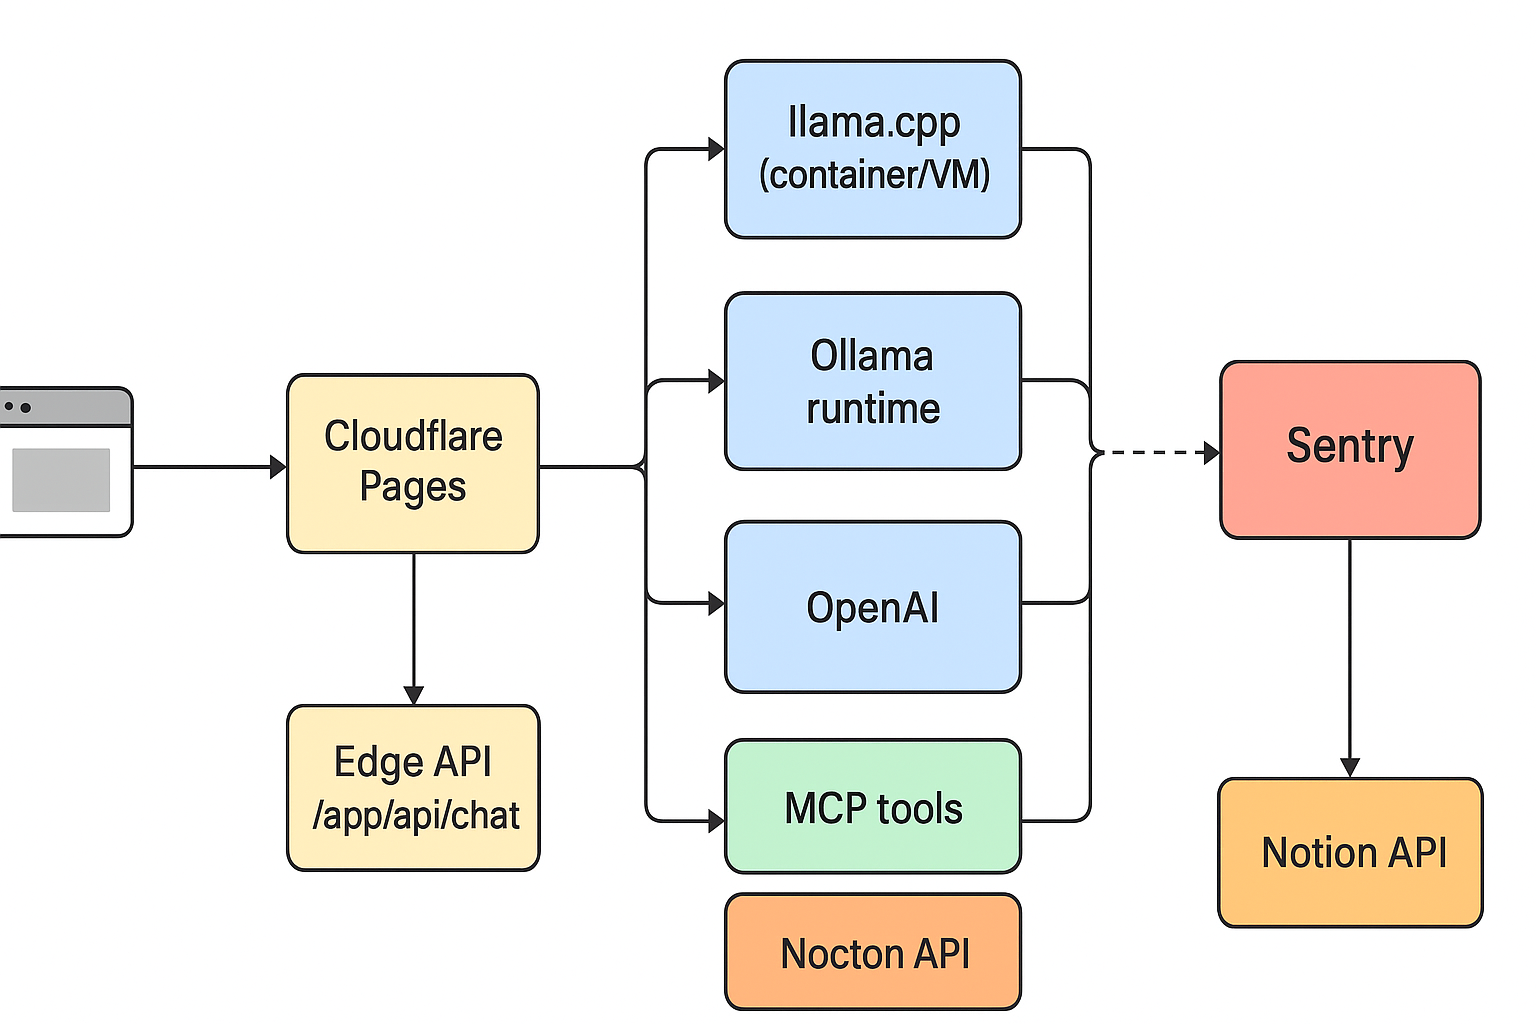 llama.cpp
(container/VM)
Ollama
runtime
Cloudflare
Pages
Sentry
OpenAI
Edge API
/app/api/chat
MCP tools
Notion API
Nocton API